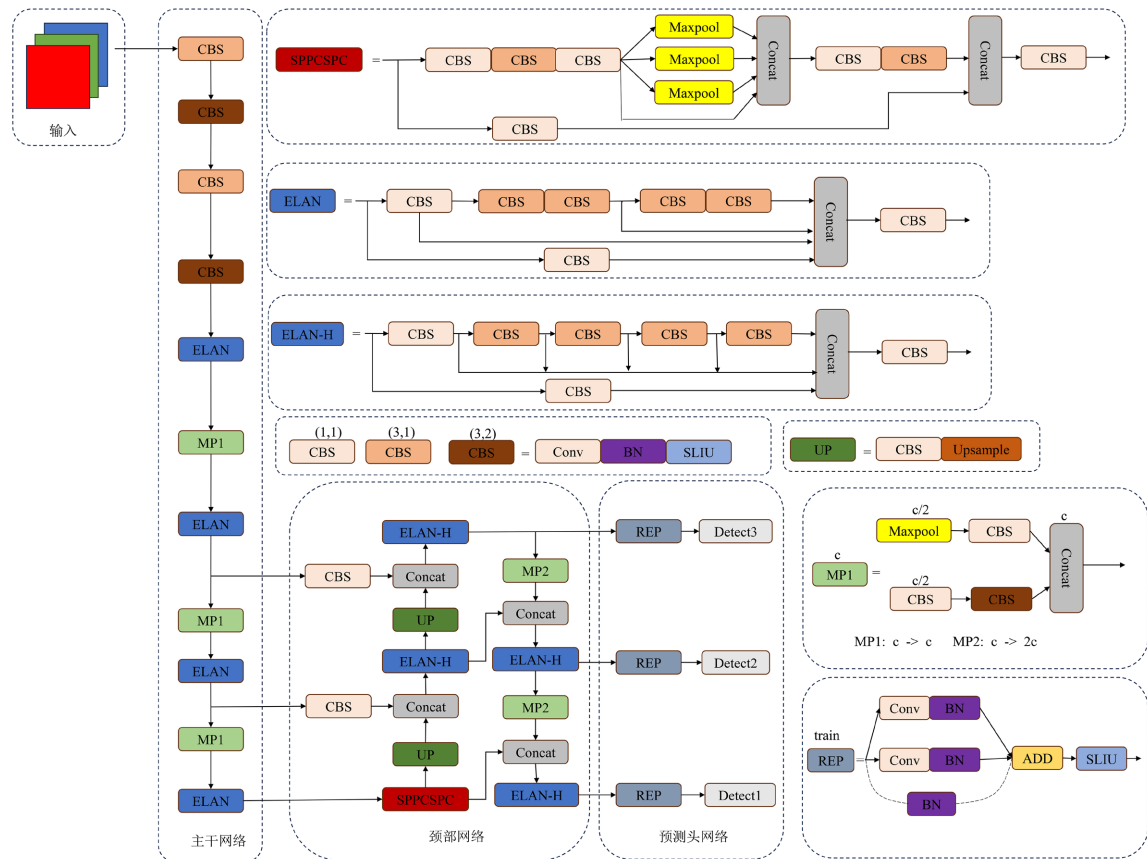 输入
CBS
CBS
CBS
CBS
ELAN
MP1
ELAN
MP1
ELAN
MP1
ELAN
主干网络
SPPCSPC = CBS CBS CBS Maxpool Maxpool Maxpool Concat CBS CBS Concat CBS
CBS
ELAN = CBS CBS CBS CBS CBS Concat CBS
CBS
ELAN-H = CBS CBS CBS CBS CBS Concat CBS
CBS
(1,1) (3,1) (3,2)
CBS CBS CBS = Conv BN SLIU
UP = CBS Upsample
ELAN-H
CBS Concat MP2
UP Concat
ELAN-H ELAN-H
CBS Concat MP2
UP Concat
SPPCSPC ELAN-H
颈部网络
REP Detect3
REP Detect2
REP Detect1
预测头网络
c/2 c
Maxpool CBS Concat
c
MP1 =
c/2
CBS CBS
MP1: c -> c MP2: c -> 2c
Conv BN
train
REP = Conv BN ADD SLIU
BN